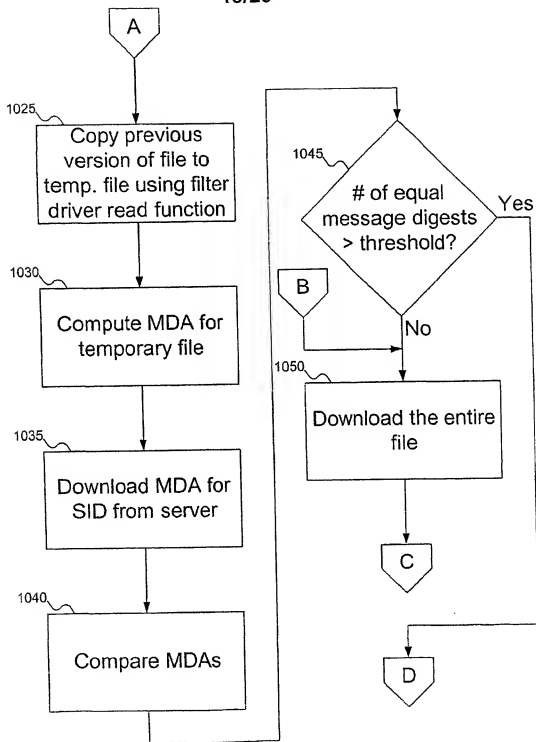 A
1025
Copy previous
version of file to
temp. file using filter
driver read function
1030
Compute MDA for
temporary file
1035
Download MDA for
SID from server
1040
Compare MDAs
1045
# of equal
message digests
> threshold?
Yes
B
No
1050
Download the entire
file
C
D